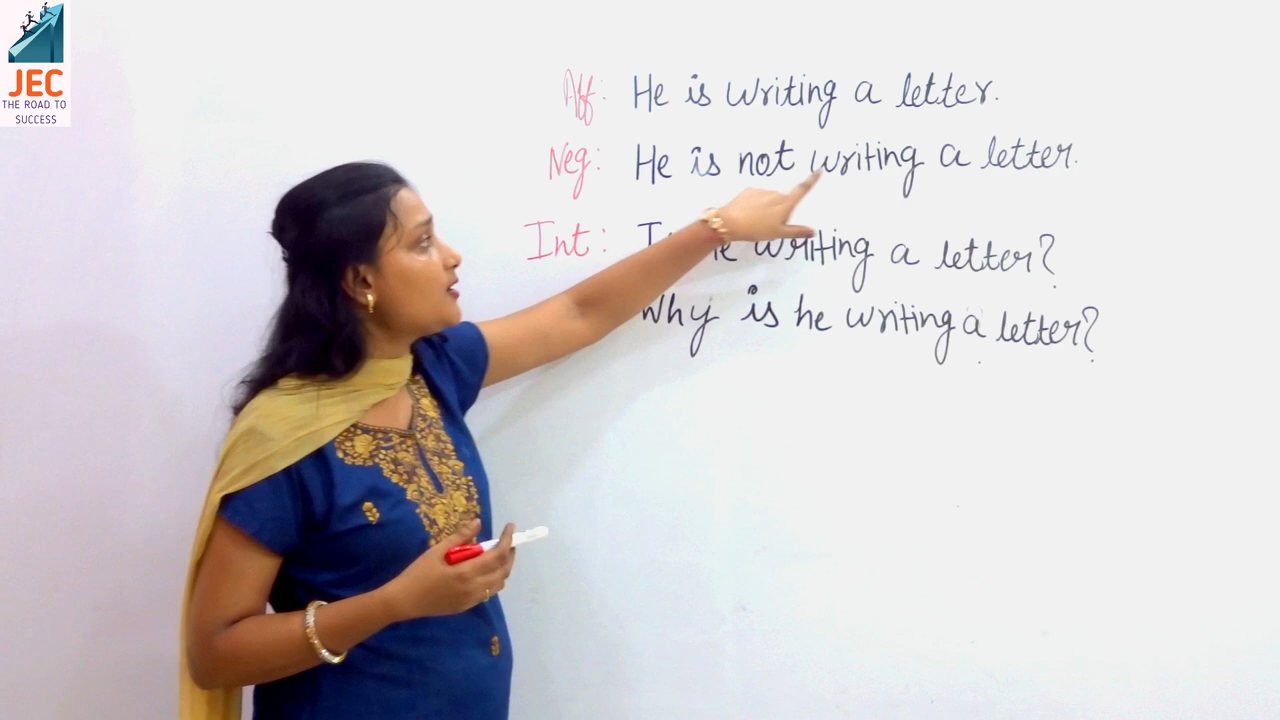 JEC
THE ROAD TO
SUCCESS
Aff: He is writing a letter.
Neg: He is not writing a letter.
Int: writing a letter?
Why is he writing a letter?